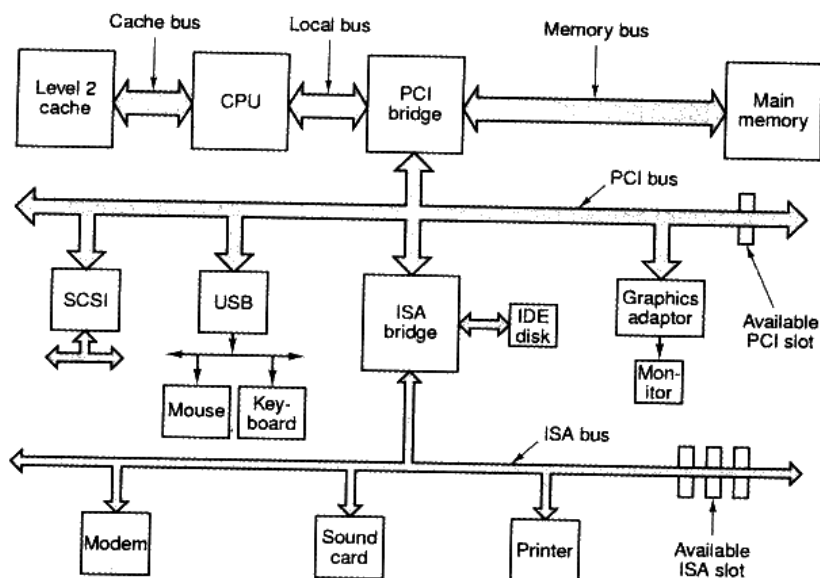 Cache bus
Local bus
Memory bus
Level 2
cache
CPU
PCI
bridge
Main
memory
PCI bus
SCSI
USB
ISA
bridge
IDE
disk
Graphics
adaptor
Available
PCI slot
Mon-
itor
Mouse
Key-
board
ISA bus
Modem
Sound
card
Printer
Available
ISA slot